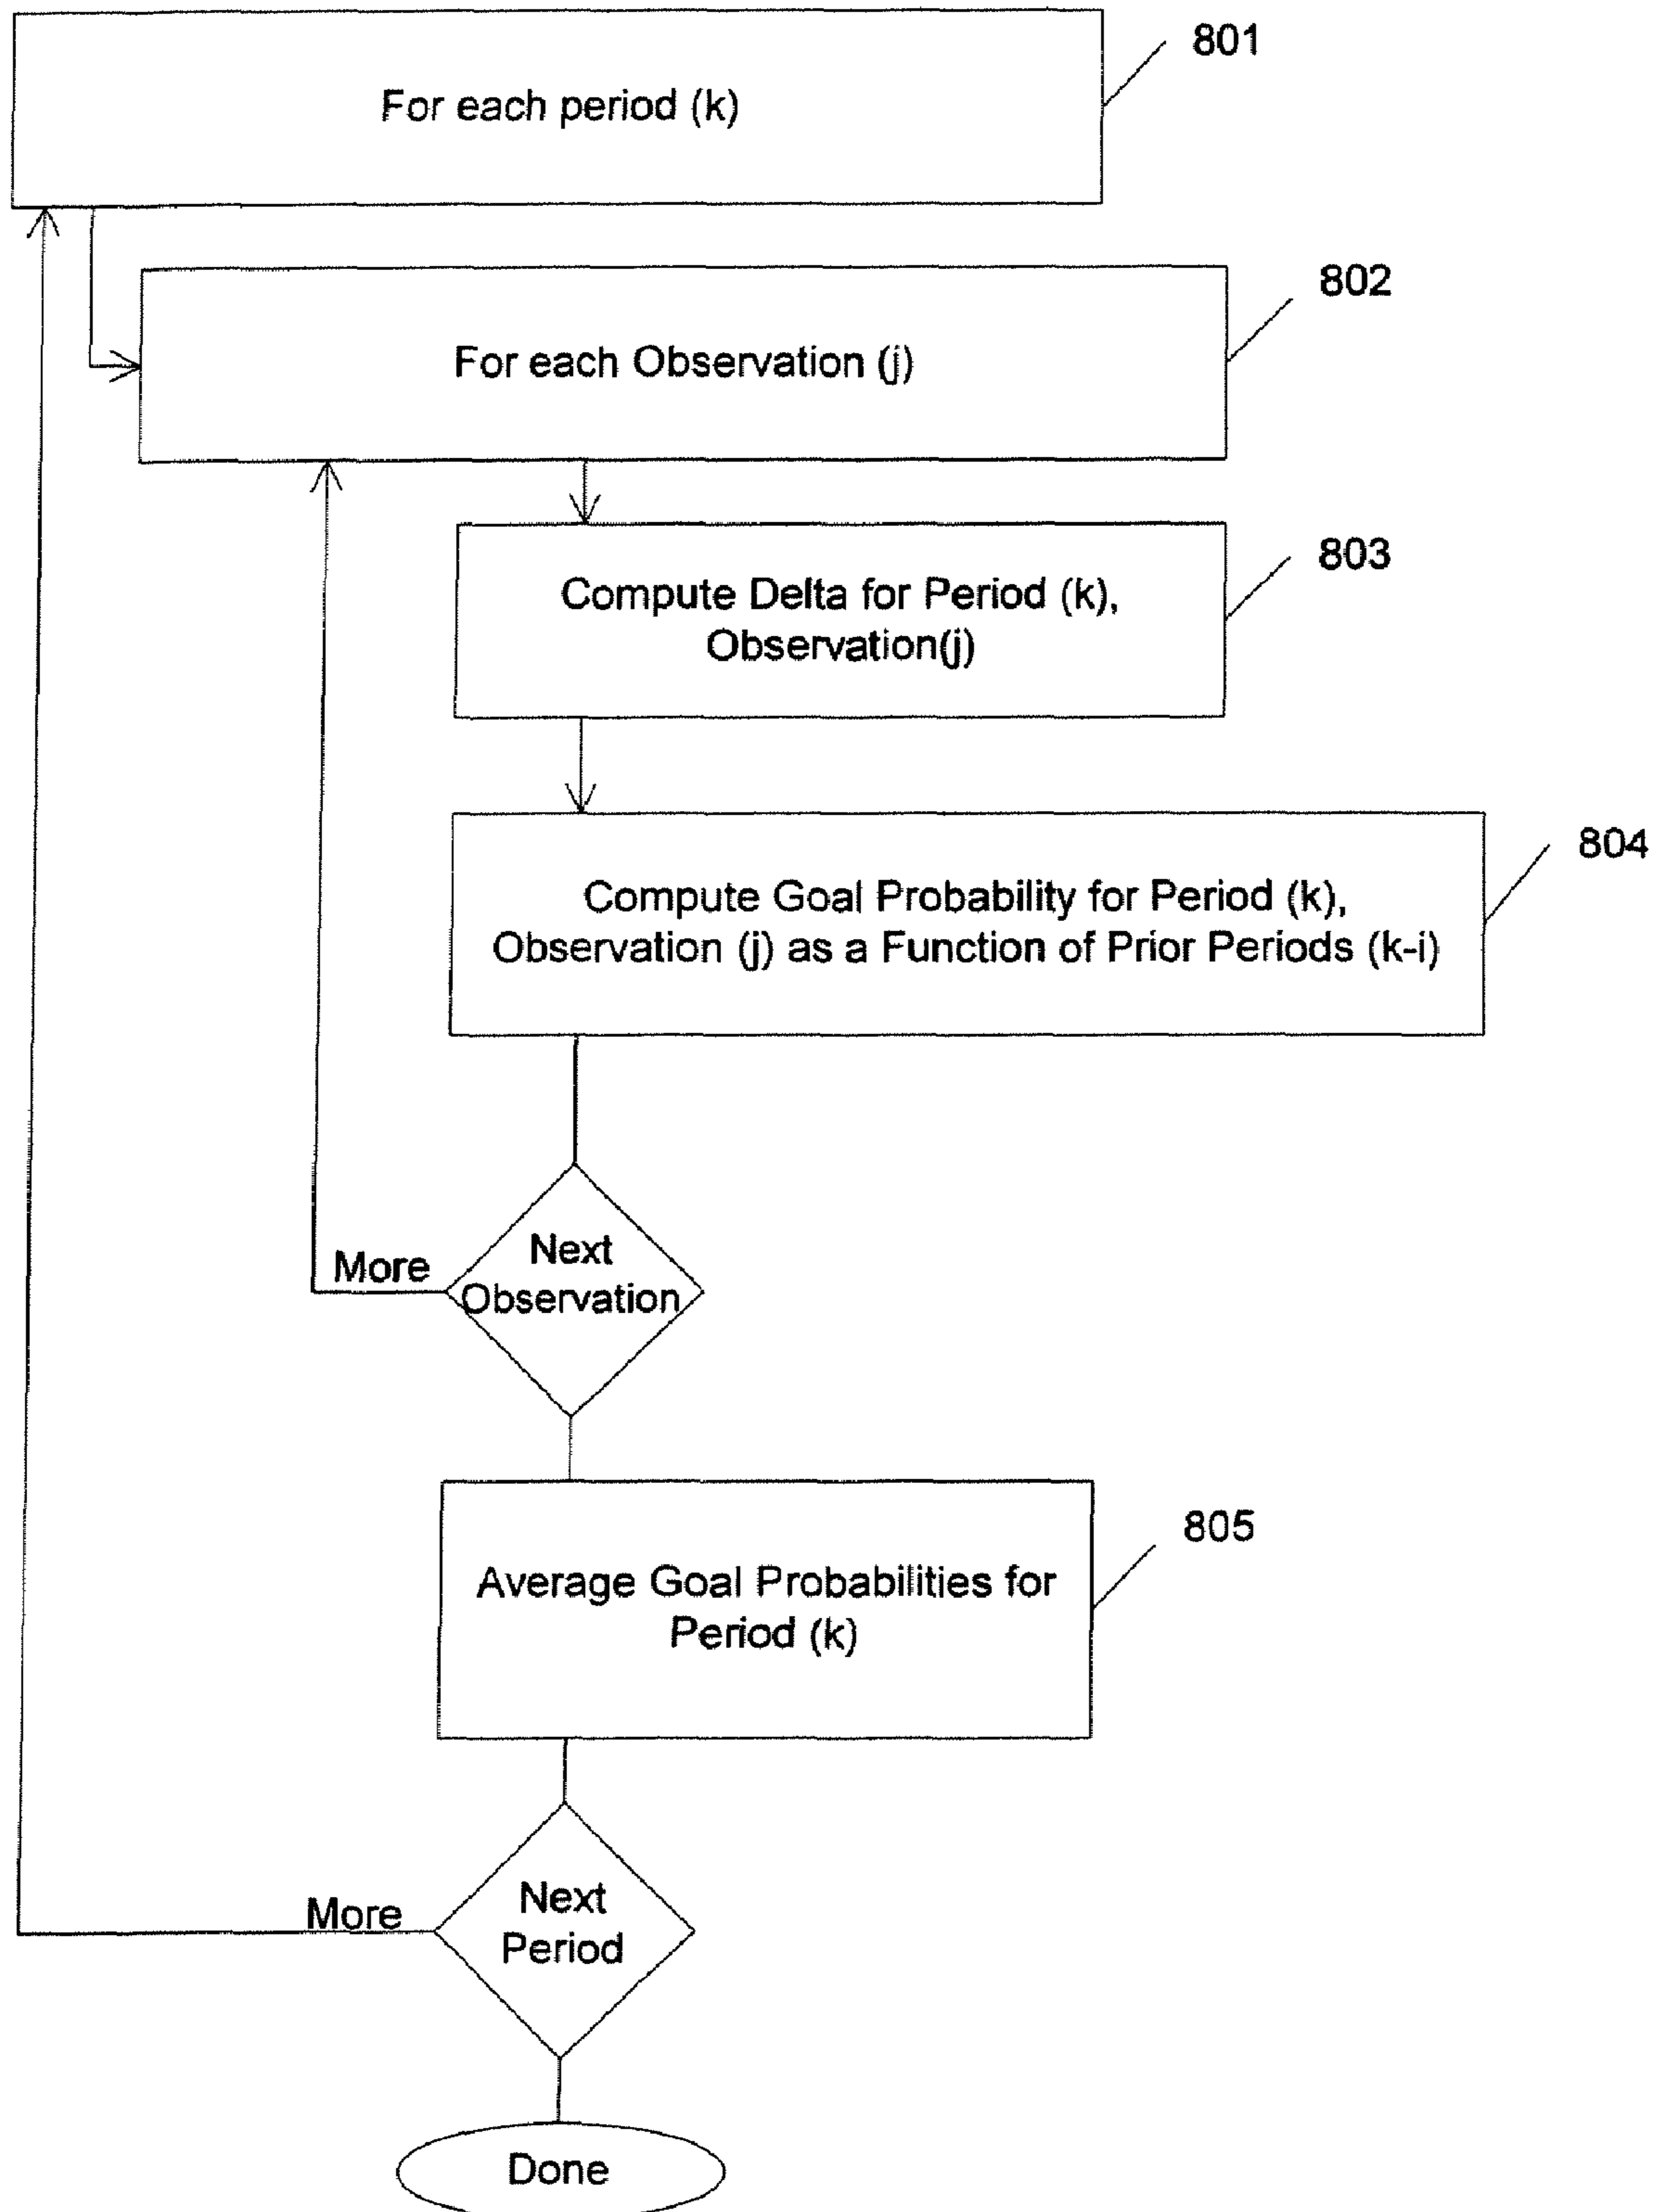 801
For each period (k)
802
For each Observation (j)
803
Compute Delta for Period (k),
Observation(j)
804
Compute Goal Probability for Period (k),
Observation (j) as a Function of Prior Periods (k-i)
More
Next
Observation
805
Average Goal Probabilities for
Period (k)
More
Next
Period
Done